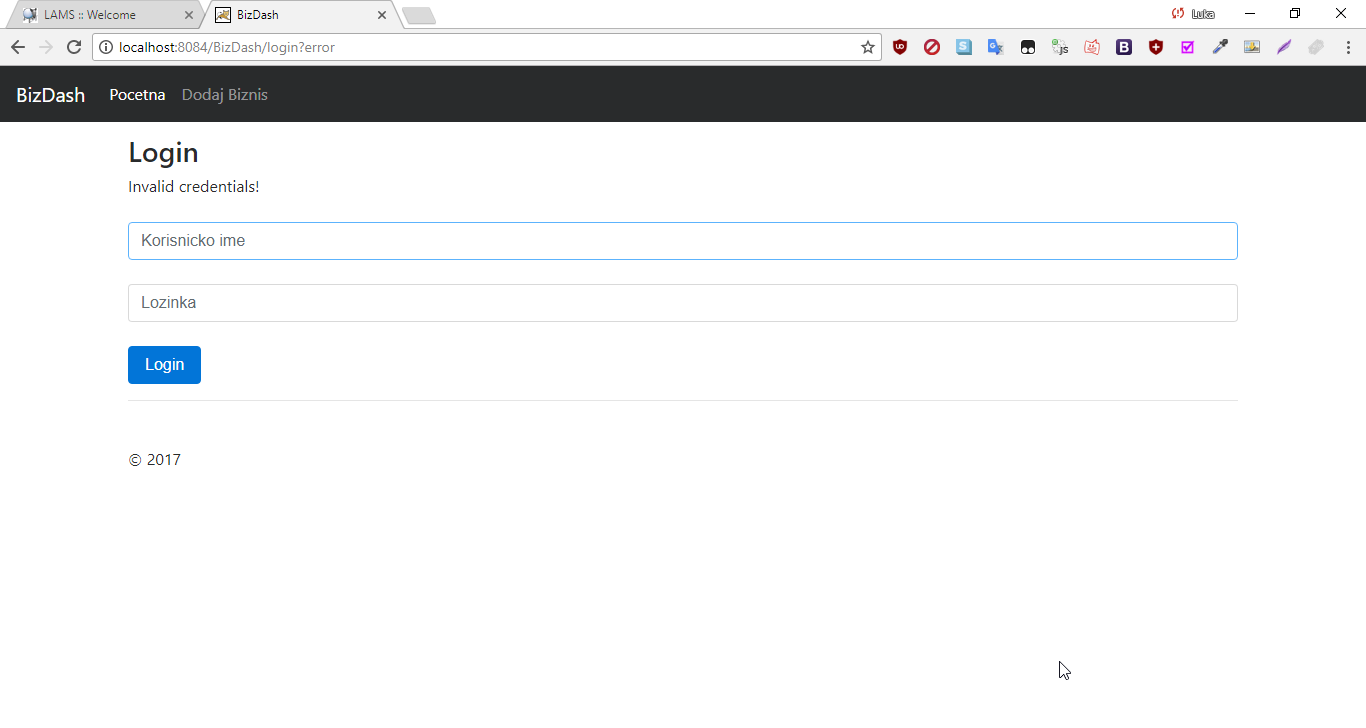 LAMS :: Welcome
BizDash
Luka
localhost:8084/BizDash/login?error
BizDash Pocetna Dodaj Biznis
Login
Invalid credentials!
Korisnicko ime
Lozinka
Login
© 2017